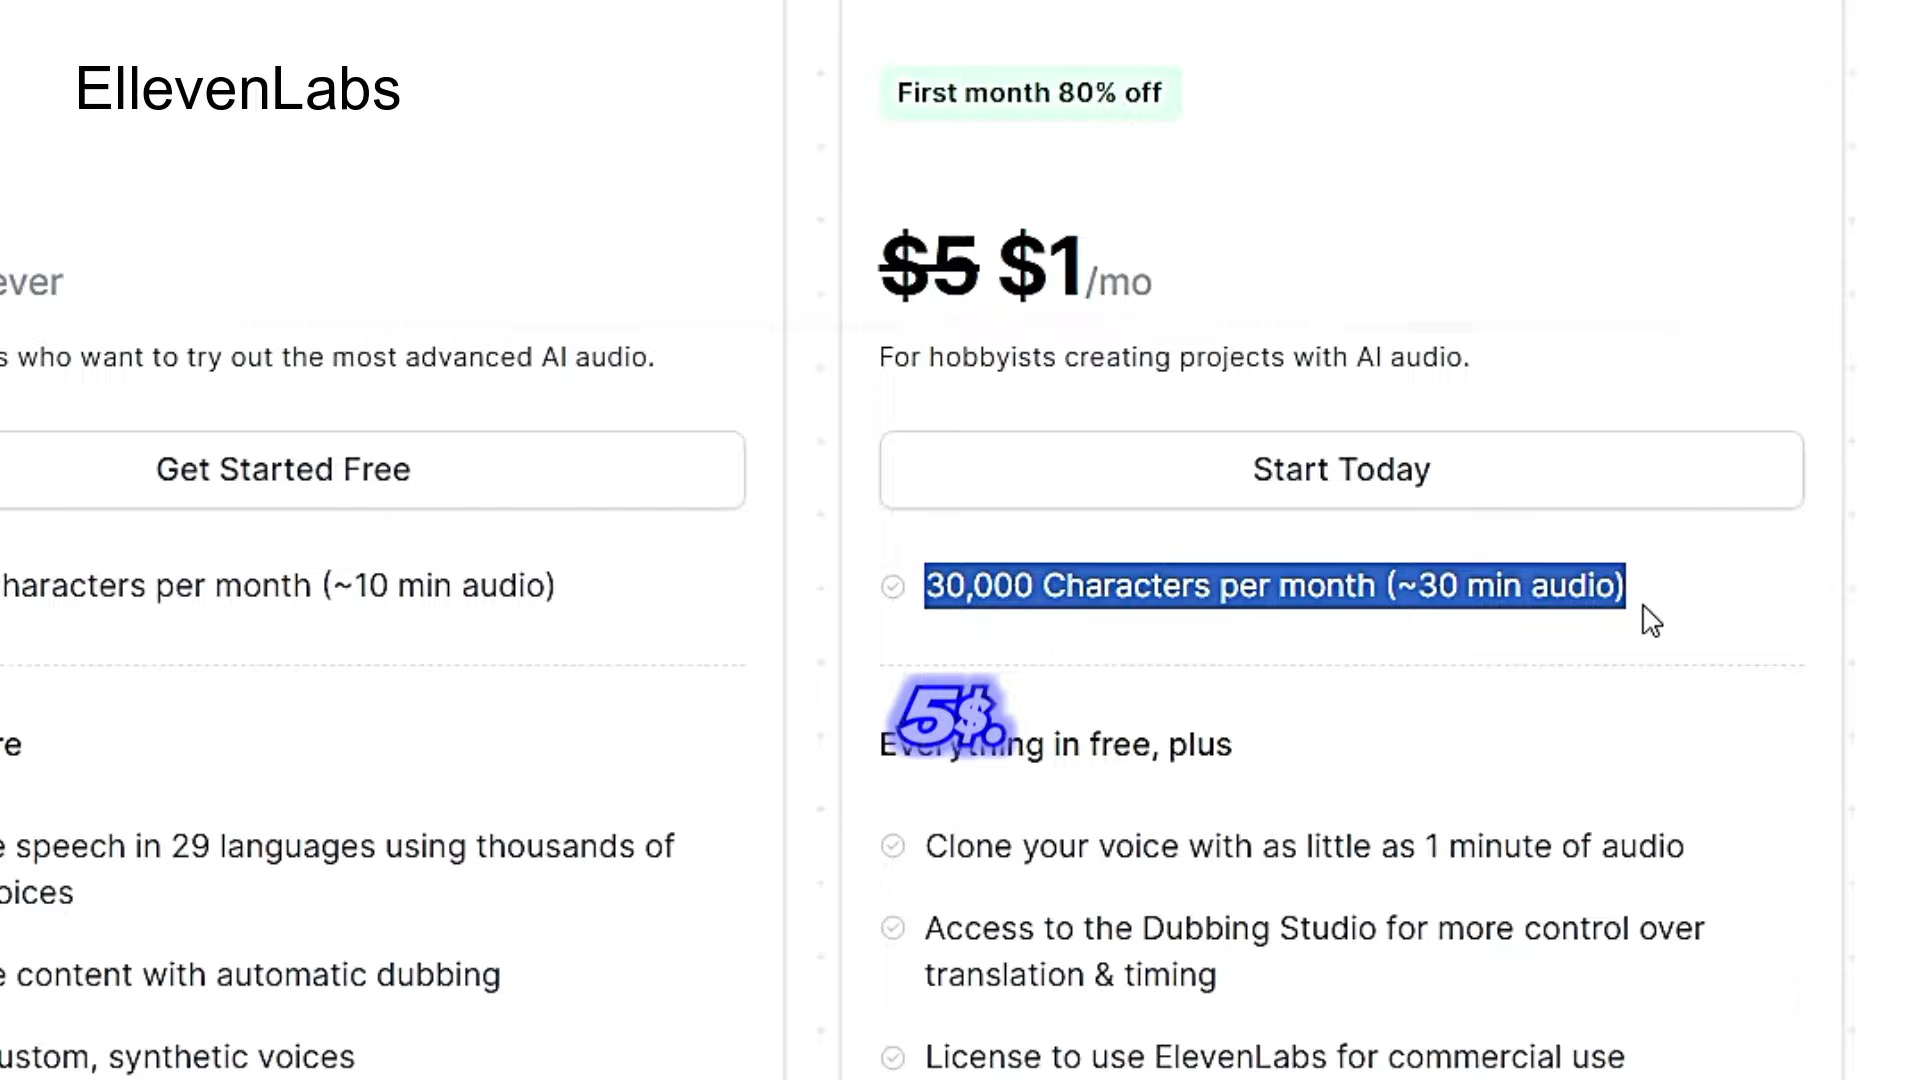 EllevenLabs
ever
s who want to try out the most advanced AI audio.
Get Started Free
haracters per month (~10 min audio)
re
e speech in 29 languages using thousands of
oices
e content with automatic dubbing
ustom, synthetic voices
First month 80% off
$5 $1/mo
For hobbyists creating projects with AI audio.
Start Today
30,000 Characters per month (~30 min audio)
5$.
Everything in free, plus
Clone your voice with as little as 1 minute of audio
Access to the Dubbing Studio for more control over
translation & timing
License to use ElevenLabs for commercial use